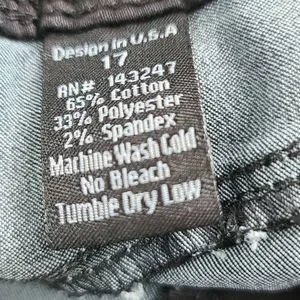 Design in U.S.A
17
RN# 143247
65% Cotton
33% Polyester
2% Spandex
Machine Wash Cold
No Bleach
Tumble Dry Low